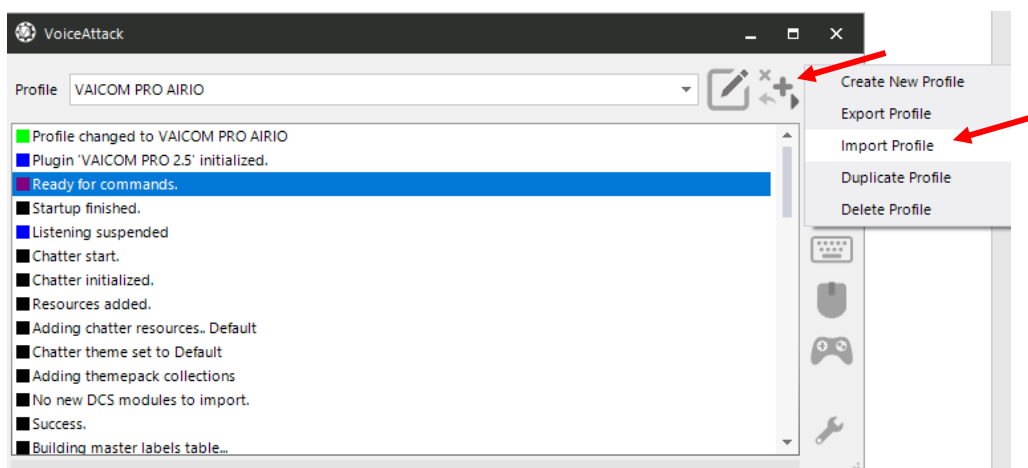 VoiceAttack
Profile VAICOM PRO AIRIO
Create New Profile
Export Profile
Import Profile
Duplicate Profile
Delete Profile
Profile changed to VAICOM PRO AIRIO
Plugin 'VAICOM PRO 2.5' initialized.
Ready for commands.
Startup finished.
Listening suspended
Chatter start.
Chatter initialized.
Resources added.
Adding chatter resources.. Default
Chatter theme set to Default
Adding themepack collections
No new DCS modules to import.
Success.
Building master labels table...